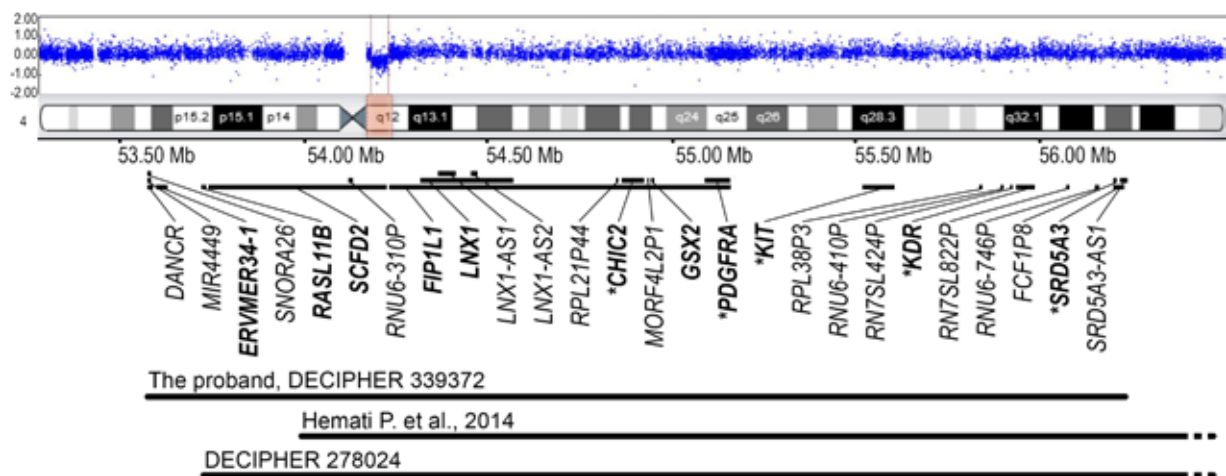 2.00
1.00
0.00
-1.00
-2.00
4 p15.2 p15.1 p14 q12 q13.1 q24 q25 q26 q28.3 q32.1
53.50 Mb 54.00 Mb 54.50 Mb 55.00 Mb 55.50 Mb 56.00 Mb
DANCR
MIR4449
ERVMER34-1
SNORA26
RASL11B
SCFD2
RNU6-310P
FIP1L1
LNX1
LNX1-AS1
LNX1-AS2
RPL21P44
*CHIC2
MORF4L2P1
GSX2
*PDGFRA
*KIT
RPL38P3
RNU6-410P
RN7SL424P
*KDR
RN7SL822P
RNU6-746P
FCF1P8
*SRD5A3
SRD5A3-AS1
The proband, DECIPHER 339372
Hemati P. et al., 2014
DECIPHER 278024